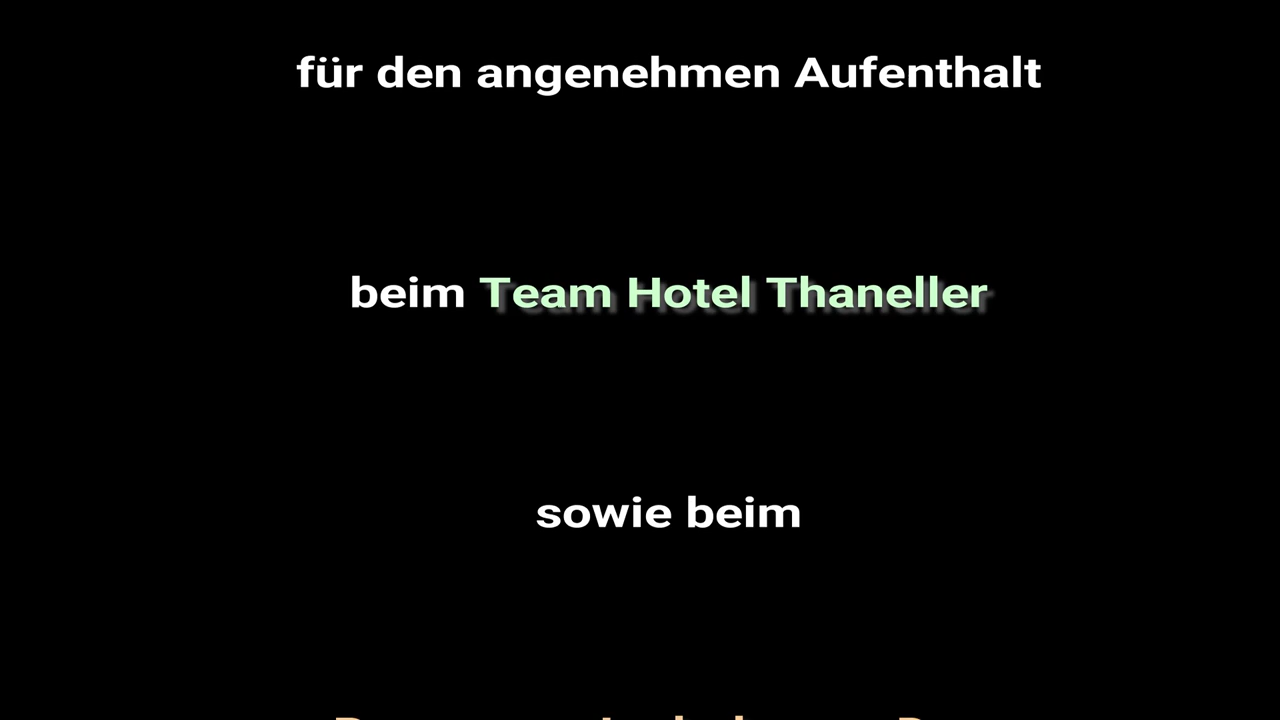 für den angenehmen Aufenthalt
beim Team Hotel Thaneller
sowie beim